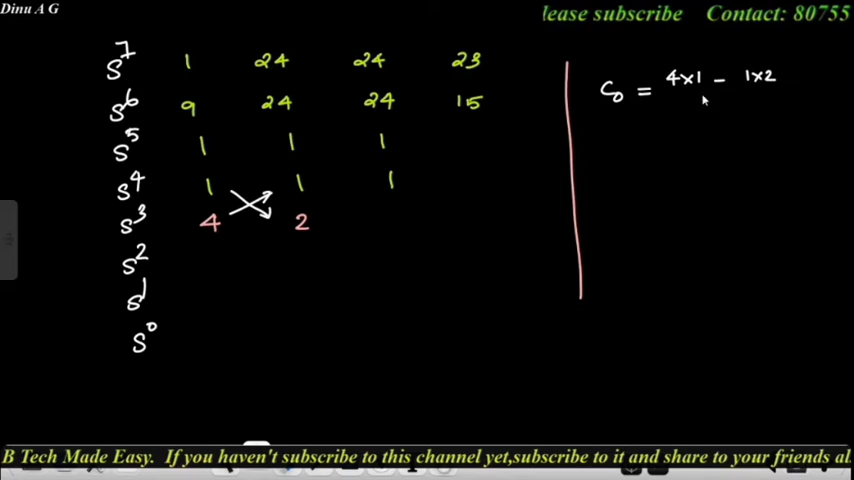 Dinu A G
lease subscribe Contact: 80755
S⁷ 1 24 24 23
S⁶ 9 24 24 15
S⁵ 1 1 1
S⁴ 1 1 1
S³ 4 2
S²
S¹
S⁰
C₀ = 4×1 - 1×2
B Tech Made Easy. If you haven't subscribe to this channel yet,subscribe to it and share to your friends al